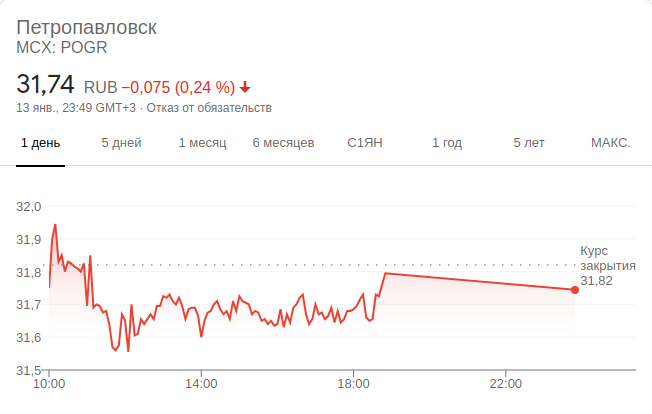 Петропавловск
MCX: POGR
31,74 RUB −0,075 (0,24 %)
13 янв., 23:49 GMT+3 · Отказ от обязательств
1 день 5 дней 1 месяц 6 месяцев С1ЯН 1 год 5 лет МАКС.
32,0
31,9
31,8
31,7
31,6
31,5
Курс
закрытия
31,82
10:00 14:00 18:00 22:00